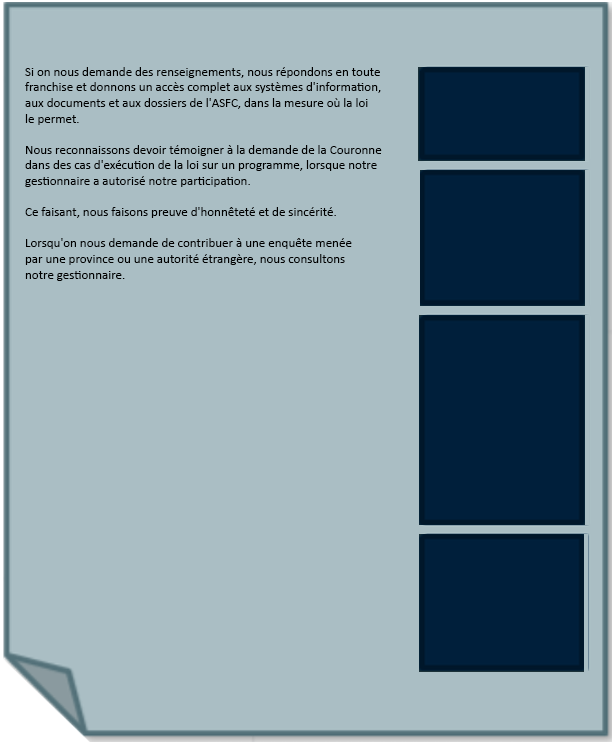 Si on nous demande des renseignements, nous répondons en toute
franchise et donnons un accès complet aux systèmes d'information,
aux documents et aux dossiers de l'ASFC, dans la mesure où la loi
le permet.
Nous reconnaissons devoir témoigner à la demande de la Couronne
dans des cas d'exécution de la loi sur un programme, lorsque notre
gestionnaire a autorisé notre participation.
Ce faisant, nous faisons preuve d'honnêteté et de sincérité.
Lorsqu'on nous demande de contribuer à une enquête menée
par une province ou une autorité étrangère, nous consultons
notre gestionnaire.